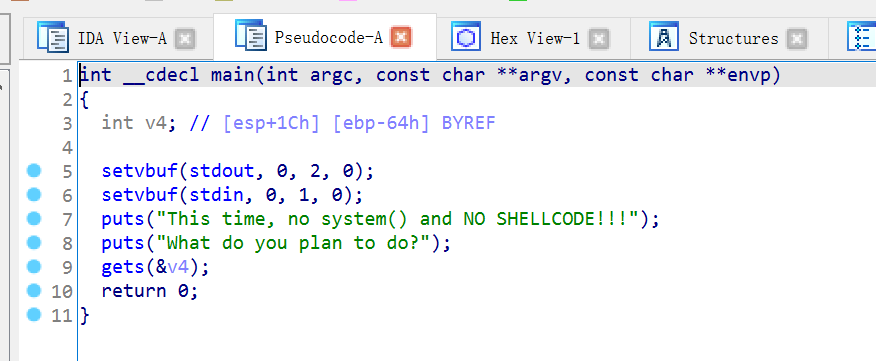 IDA View-A Pseudocode-A Hex View-1 Structures
1 int __cdecl main(int argc, const char **argv, const char **envp)
2 {
3 int v4; // [esp+1Ch] [ebp-64h] BYREF
4
5 setvbuf(stdout, 0, 2, 0);
6 setvbuf(stdin, 0, 1, 0);
7 puts("This time, no system() and NO SHELLCODE!!!");
8 puts("What do you plan to do?");
9 gets(&v4);
10 return 0;
11 }